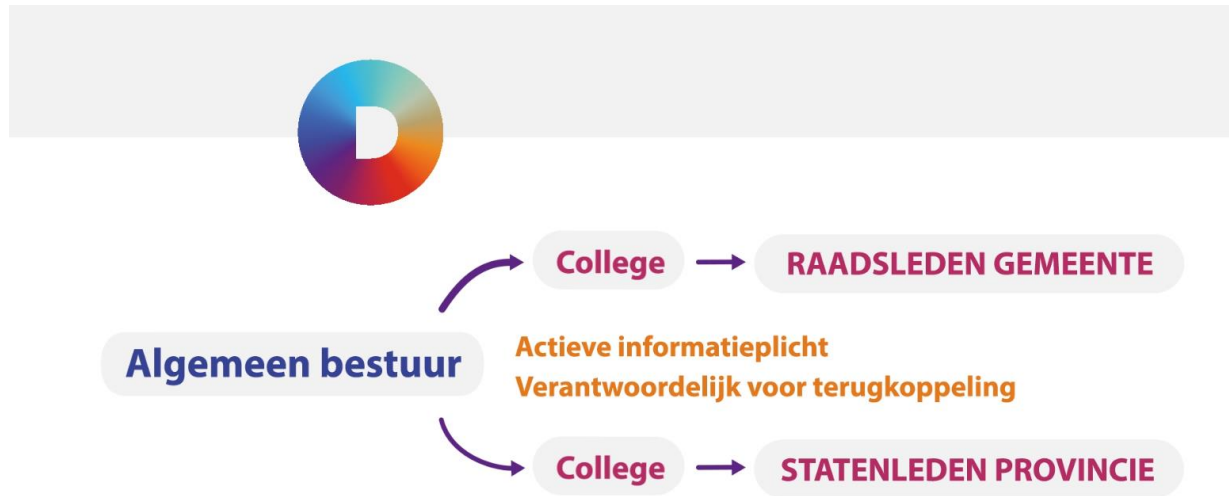 D
College
RAADSLEDEN GEMEENTE
Algemeen bestuur
Actieve informatieplicht
Verantwoordelijk voor terugkoppeling
College
STATENLEDEN PROVINCIE